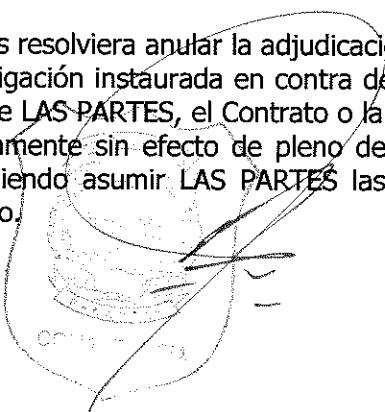 s resolviera anular la adjudicaci
igación instaurada en contra de
e LAS PARTES, el Contrato o la
amente sin efecto de pleno de
iendo asumir LAS PARTES las
o.